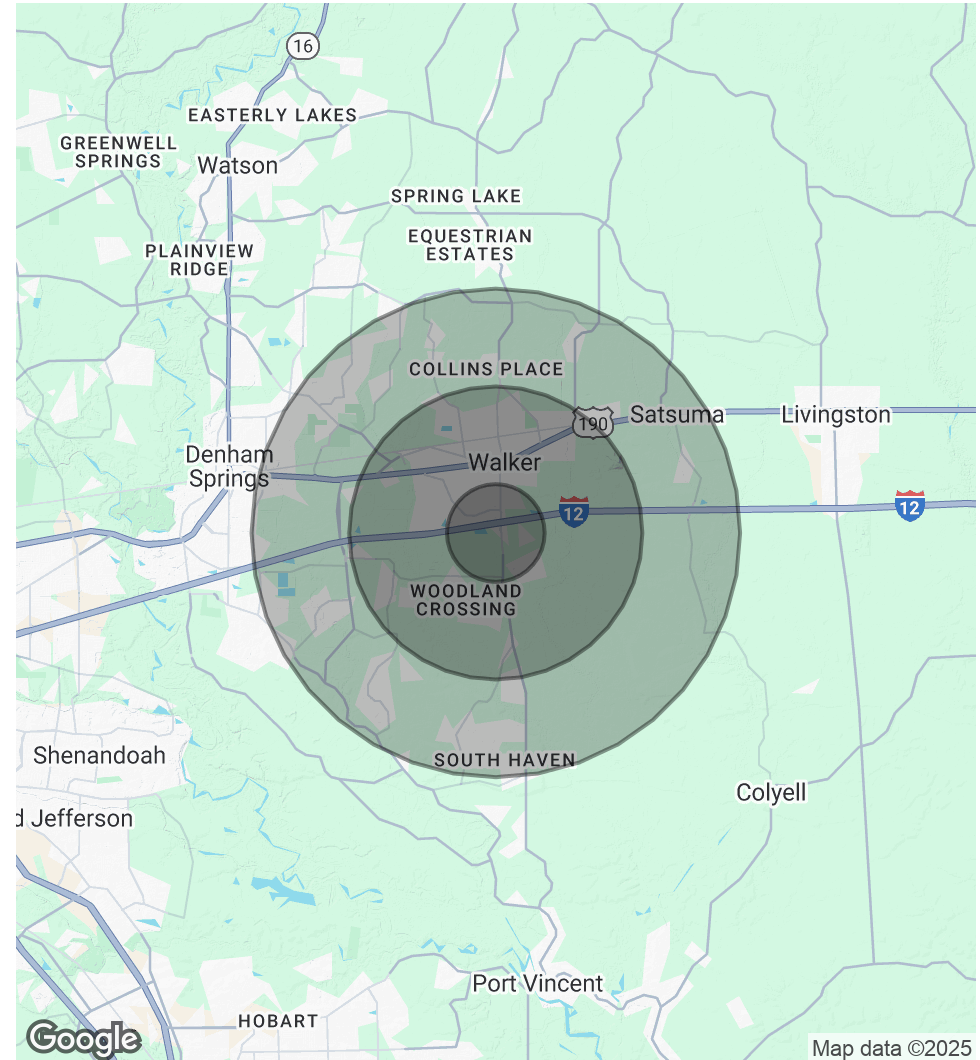 16
EASTERLY LAKES
GREENWELL
SPRINGS
Watson
SPRING LAKE
EQUESTRIAN
ESTATES
PLAINVIEW
RIDGE
COLLINS PLACE
190
Satsuma
Livingston
Denham
Springs
Walker
12
12
WOODLAND
CROSSING
Shenandoah
SOUTH HAVEN
Colyell
d Jefferson
Port Vincent
HOBART
Google
Map data ©2025